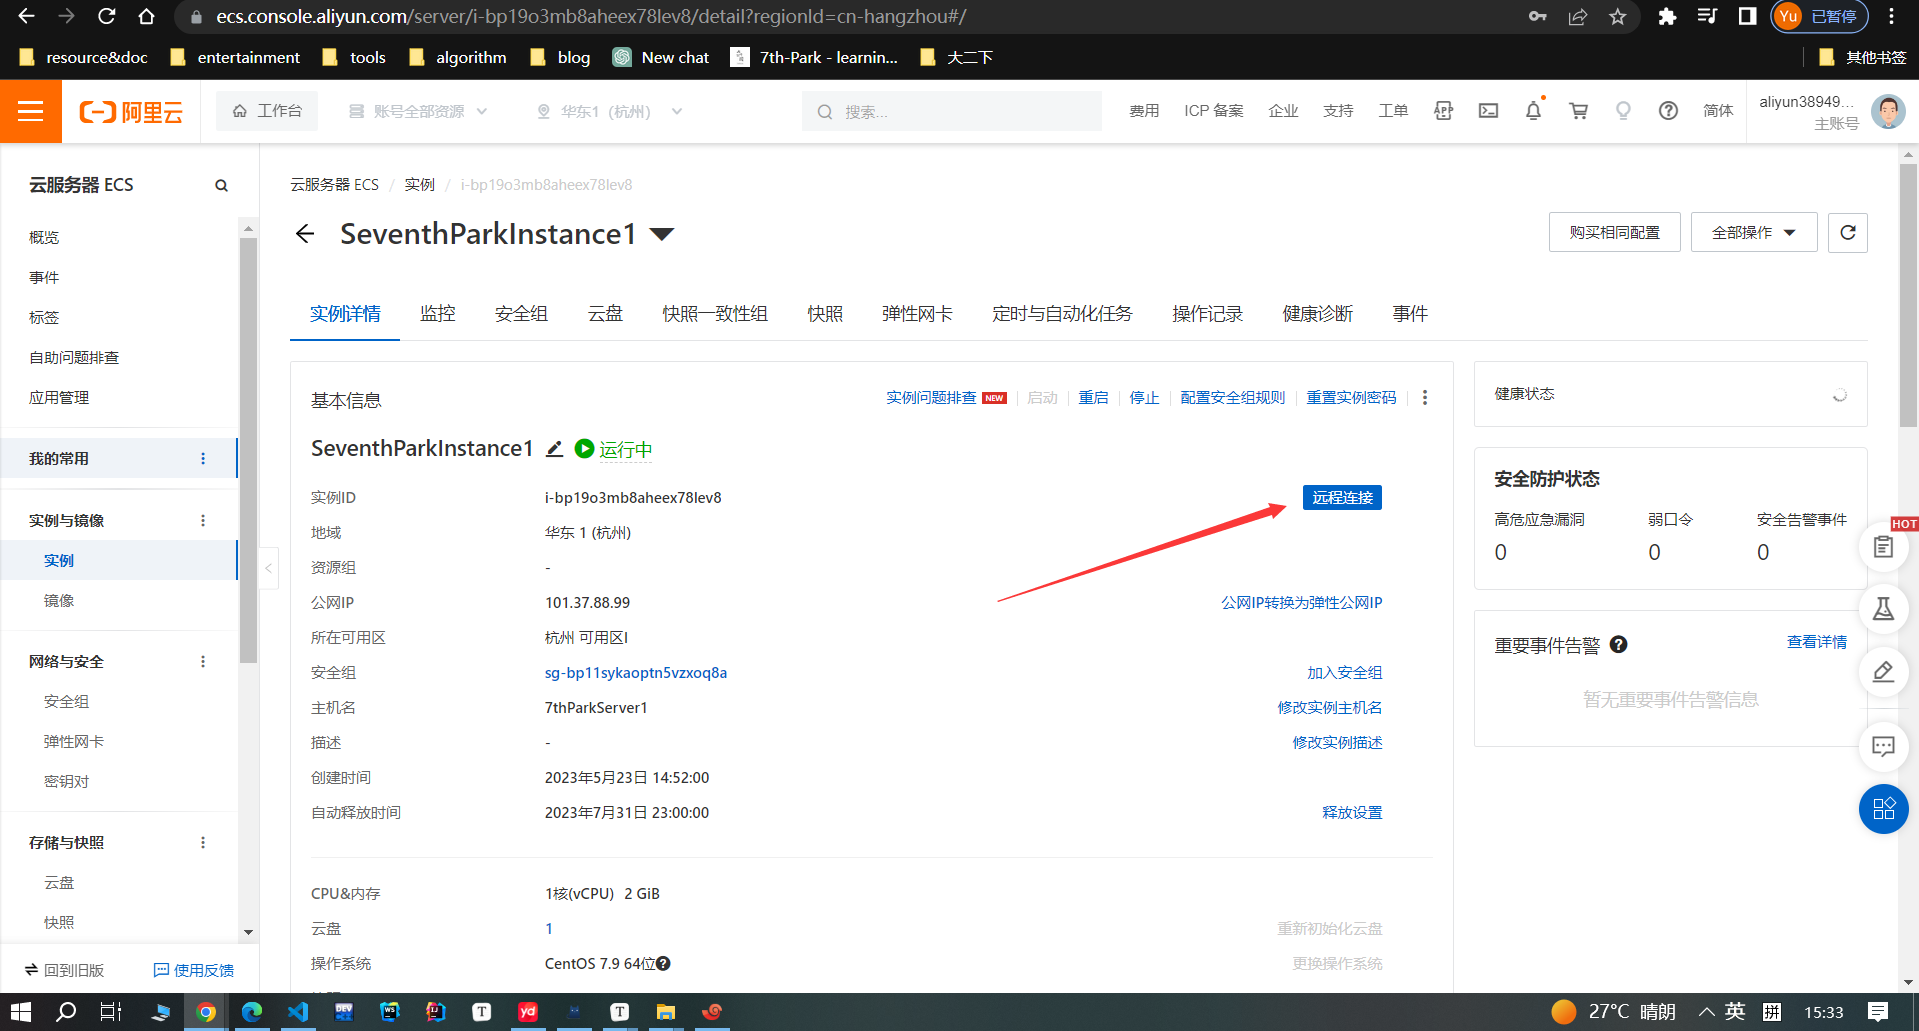 ecs.console.aliyun.com/server/i-bp19o3mb8aheex78lev8/detail?regionId=cn-hangzhou#/
Yu 已暂停
resource&doc entertainment tools algorithm blog New chat 7th-Park - learnin... 大二下 其他书签
阿里云 工作台 账号全部资源 华东1（杭州） 搜索... 费用 ICP 备案 企业 支持 工单 简体 aliyun38949...
主账号
云服务器 ECS
概览
事件
标签
自助问题排查
应用管理
我的常用
实例与镜像
实例
镜像
网络与安全
安全组
弹性网卡
密钥对
存储与快照
云盘
快照
回到旧版 使用反馈
云服务器 ECS / 实例 / i-bp19o3mb8aheex78lev8
SeventhParkInstance1
购买相同配置 全部操作
实例详情 监控 安全组 云盘 快照一致性组 快照 弹性网卡 定时与自动化任务 操作记录 健康诊断 事件
基本信息 实例问题排查 NEW 启动 重启 停止 配置安全组规则 重置实例密码
SeventhParkInstance1 运行中
实例ID i-bp19o3mb8aheex78lev8 远程连接
地域 华东 1 (杭州)
资源组 -
公网IP 101.37.88.99 公网IP转换为弹性公网IP
所在可用区 杭州 可用区I
安全组 sg-bp11sykaoptn5vzxoq8a 加入安全组
主机名 7thParkServer1 修改实例主机名
描述 - 修改实例描述
创建时间 2023年5月23日 14:52:00
自动释放时间 2023年7月31日 23:00:00 释放设置
CPU&内存 1核(vCPU) 2 GiB
云盘 1 重新初始化云盘
操作系统 CentOS 7.9 64位 更换操作系统
健康状态
安全防护状态
高危应急漏洞 弱口令 安全告警事件
0 0 0
HOT
重要事件告警 查看详情
暂无重要事件告警信息
DEV WS IJ T yd T
27°C 晴朗 英 拼 15:33